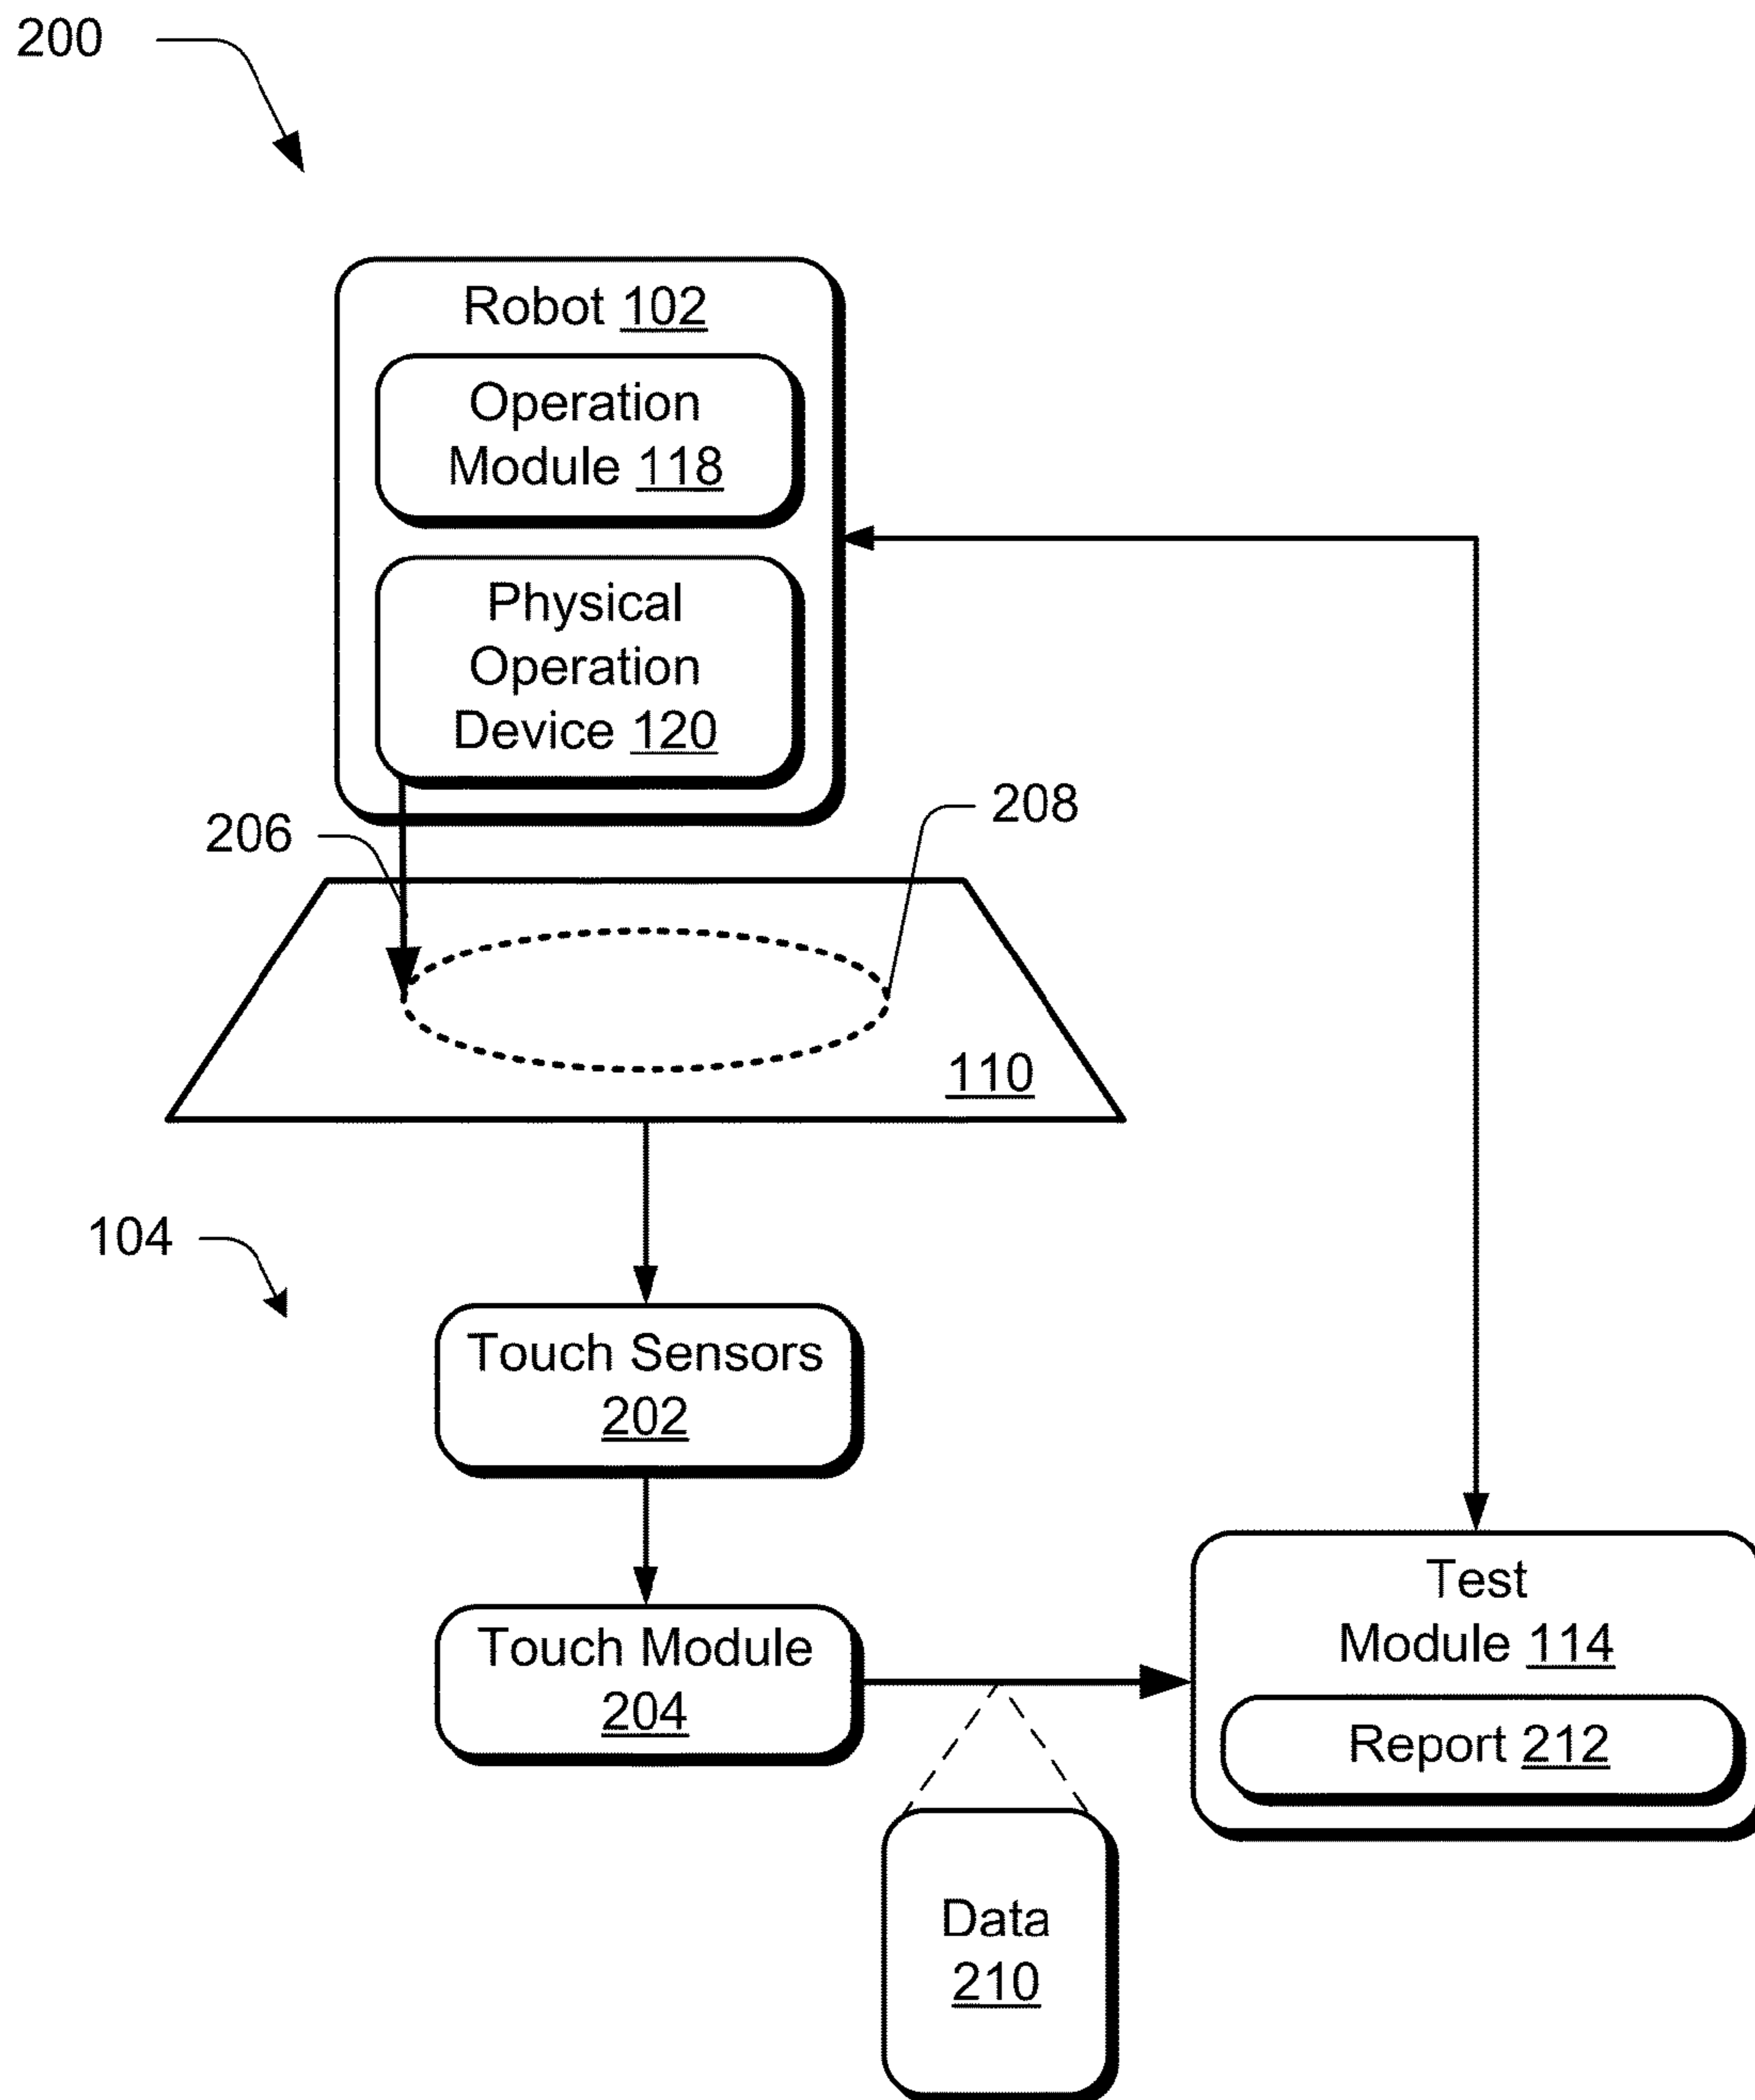 200
Robot 102
Operation
Module 118
Physical
Operation
Device 120
206
208
110
104
Touch Sensors
202
Touch Module
204
Test
Module 114
Report 212
Data
210